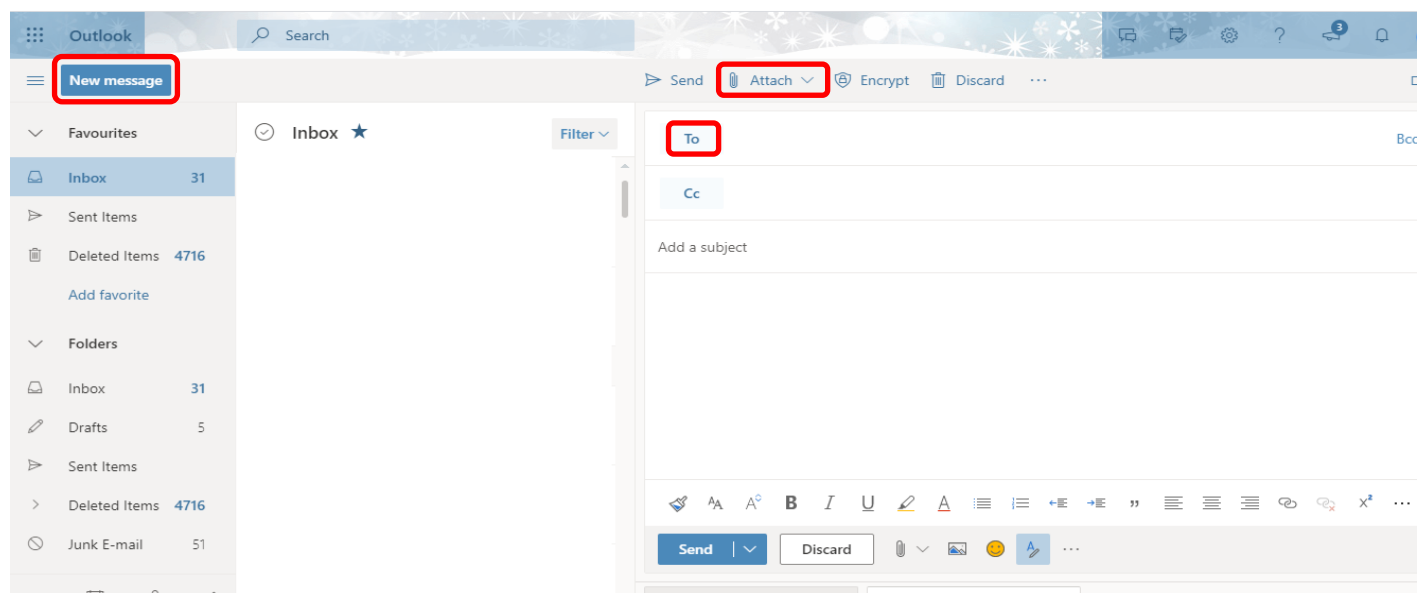 Outlook
Search
3
New message
Send
Attach
Encrypt
Discard
...
Favourites
Inbox ★
Filter
To
Bcc
Inbox 31
Cc
Sent Items
Add a subject
Deleted Items 4716
Add favorite
Folders
Inbox 31
Drafts 5
Sent Items
Deleted Items 4716
Junk E-mail 51
Send
Discard